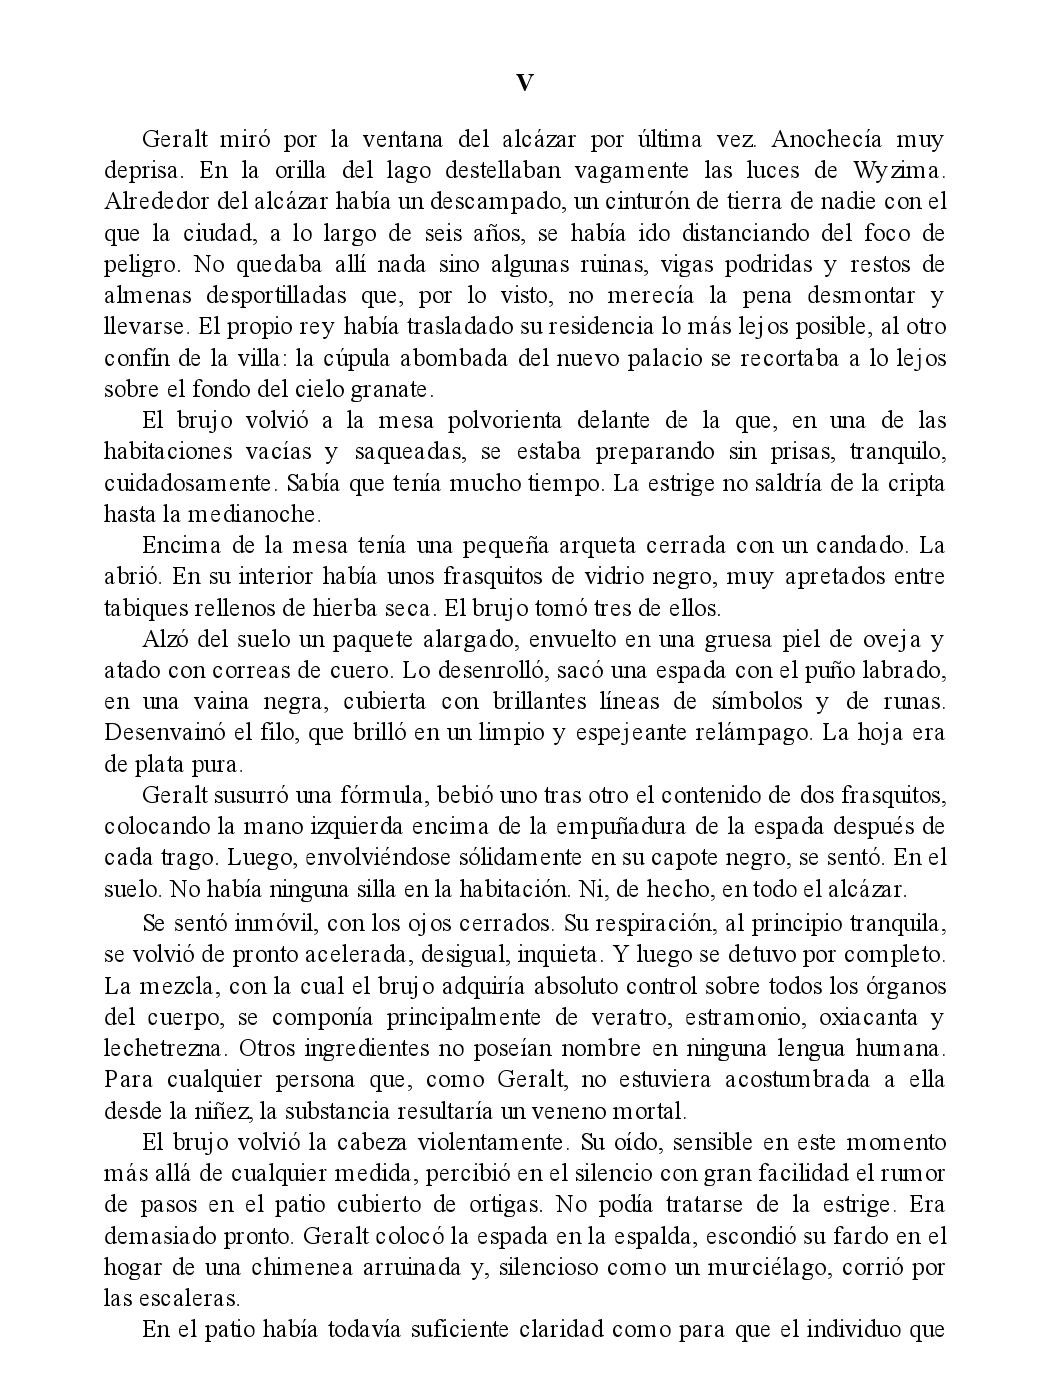 V
Geralt miró por la ventana del alcázar por última vez. Anochecía muy
deprisa. En la orilla del lago destellaban vagamente las luces de Wyzima.
Alrededor del alcázar había un descampado, un cinturón de tierra de nadie con el
que la ciudad, a lo largo de seis años, se había ido distanciando del foco de
peligro. No quedaba allí nada sino algunas ruinas, vigas podridas y restos de
almenas desportilladas que, por lo visto, no merecía la pena desmontar y
llevarse. El propio rey había trasladado su residencia lo más lejos posible, al otro
confín de la villa: la cúpula abombada del nuevo palacio se recortaba a lo lejos
sobre el fondo del cielo granate.
El brujo volvió a la mesa polvorienta delante de la que, en una de las
habitaciones vacías y saqueadas, se estaba preparando sin prisas, tranquilo,
cuidadosamente. Sabía que tenía mucho tiempo. La estrige no saldría de la cripta
hasta la medianoche.
Encima de la mesa tenía una pequeña arqueta cerrada con un candado. La
abrió. En su interior había unos frasquitos de vidrio negro, muy apretados entre
tabiques rellenos de hierba seca. El brujo tomó tres de ellos.
Alzó del suelo un paquete alargado, envuelto en una gruesa piel de oveja y
atado con correas de cuero. Lo desenrolló, sacó una espada con el puño labrado,
en una vaina negra, cubierta con brillantes líneas de símbolos y de runas.
Desenvainó el filo, que brilló en un limpio y espejeante relámpago. La hoja era
de plata pura.
Geralt susurró una fórmula, bebió uno tras otro el contenido de dos frasquitos,
colocando la mano izquierda encima de la empuñadura de la espada después de
cada trago. Luego, envolviéndose sólidamente en su capote negro, se sentó. En el
suelo. No había ninguna silla en la habitación. Ni, de hecho, en todo el alcázar.
Se sentó inmóvil, con los ojos cerrados. Su respiración, al principio tranquila,
se volvió de pronto acelerada, desigual, inquieta. Y luego se detuvo por completo.
La mezcla, con la cual el brujo adquiría absoluto control sobre todos los órganos
del cuerpo, se componía principalmente de veratro, estramonio, oxiacanta y
lechetrezna. Otros ingredientes no poseían nombre en ninguna lengua humana.
Para cualquier persona que, como Geralt, no estuviera acostumbrada a ella
desde la niñez, la substancia resultaría un veneno mortal.
El brujo volvió la cabeza violentamente. Su oído, sensible en este momento
más allá de cualquier medida, percibió en el silencio con gran facilidad el rumor
de pasos en el patio cubierto de ortigas. No podía tratarse de la estrige. Era
demasiado pronto. Geralt colocó la espada en la espalda, escondió su fardo en el
hogar de una chimenea arruinada y, silencioso como un murciélago, corrió por
las escaleras.
En el patio había todavía suficiente claridad como para que el individuo que